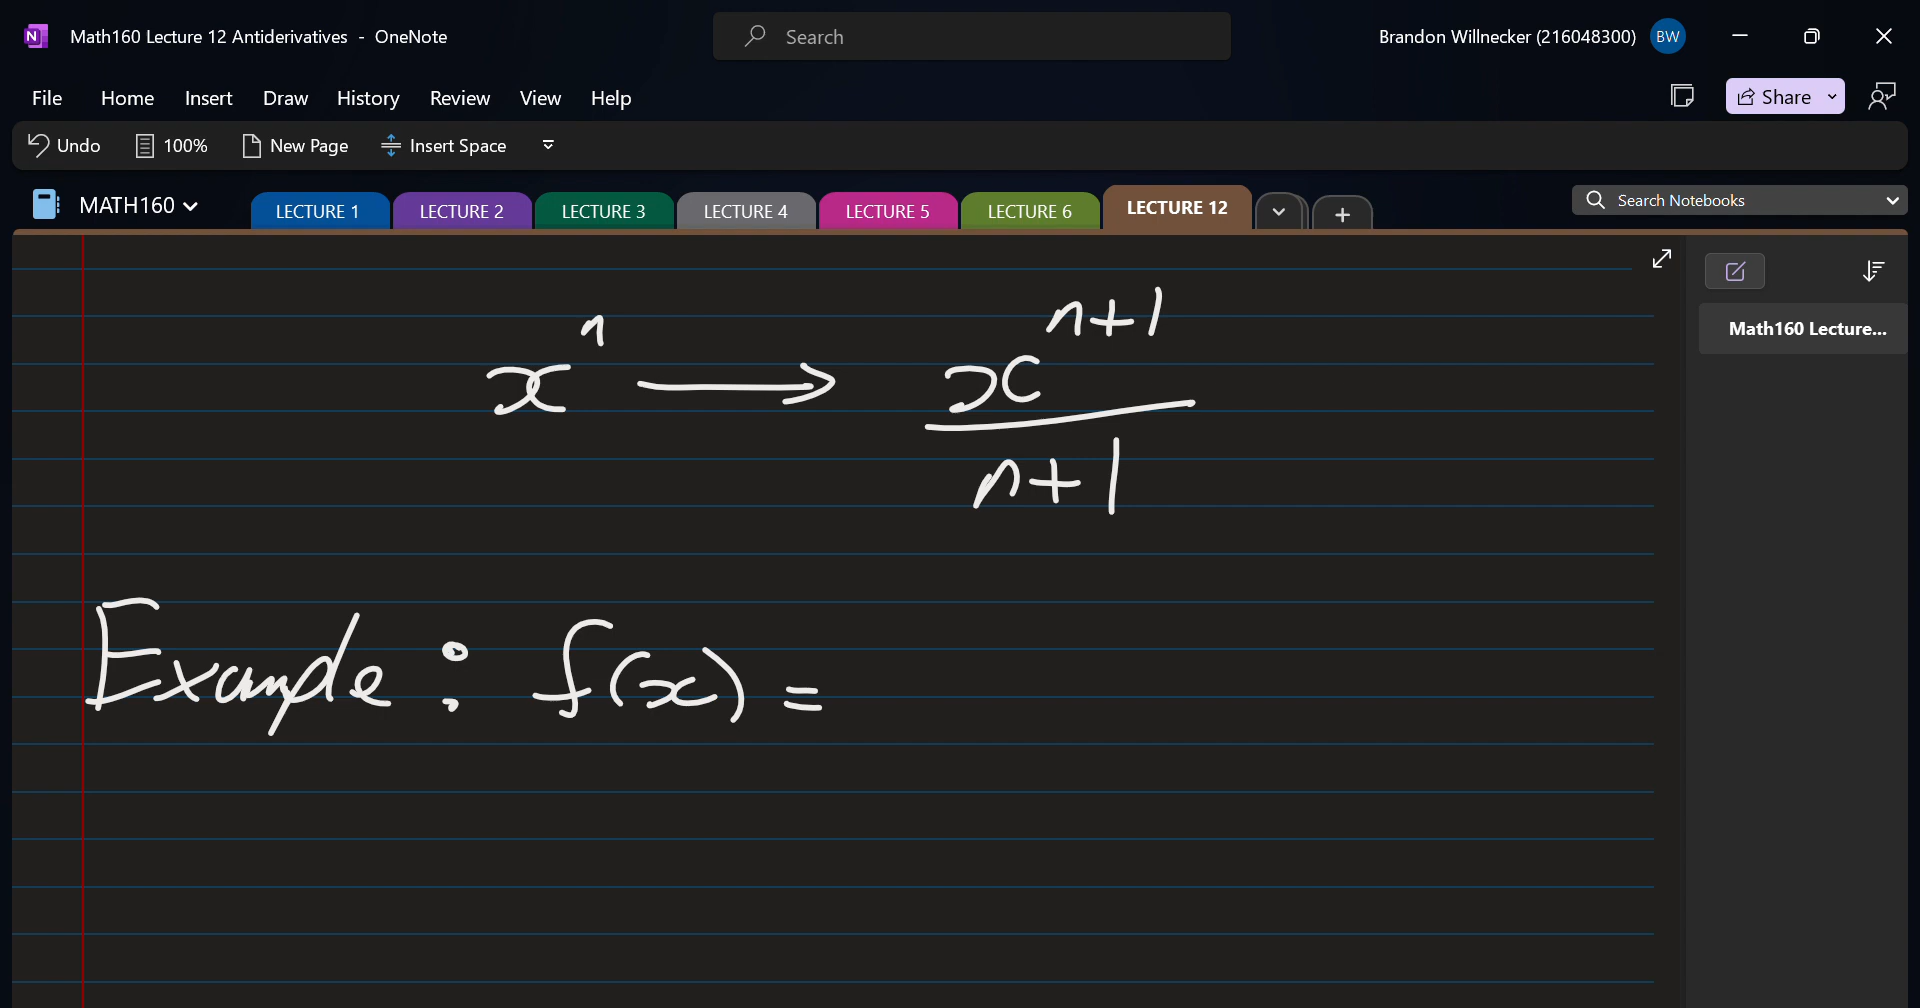 Math160 Lecture 12 Antiderivatives - OneNote
Search
Brandon Willnecker (216048300)
BW
File Home Insert Draw History Review View Help
Share
Undo 100% New Page Insert Space
MATH160
LECTURE 1 LECTURE 2 LECTURE 3 LECTURE 4 LECTURE 5 LECTURE 6 LECTURE 12 +
Search Notebooks
Math160 Lecture...
xⁿ → xⁿ⁺¹
n+1
Example : f(x) =